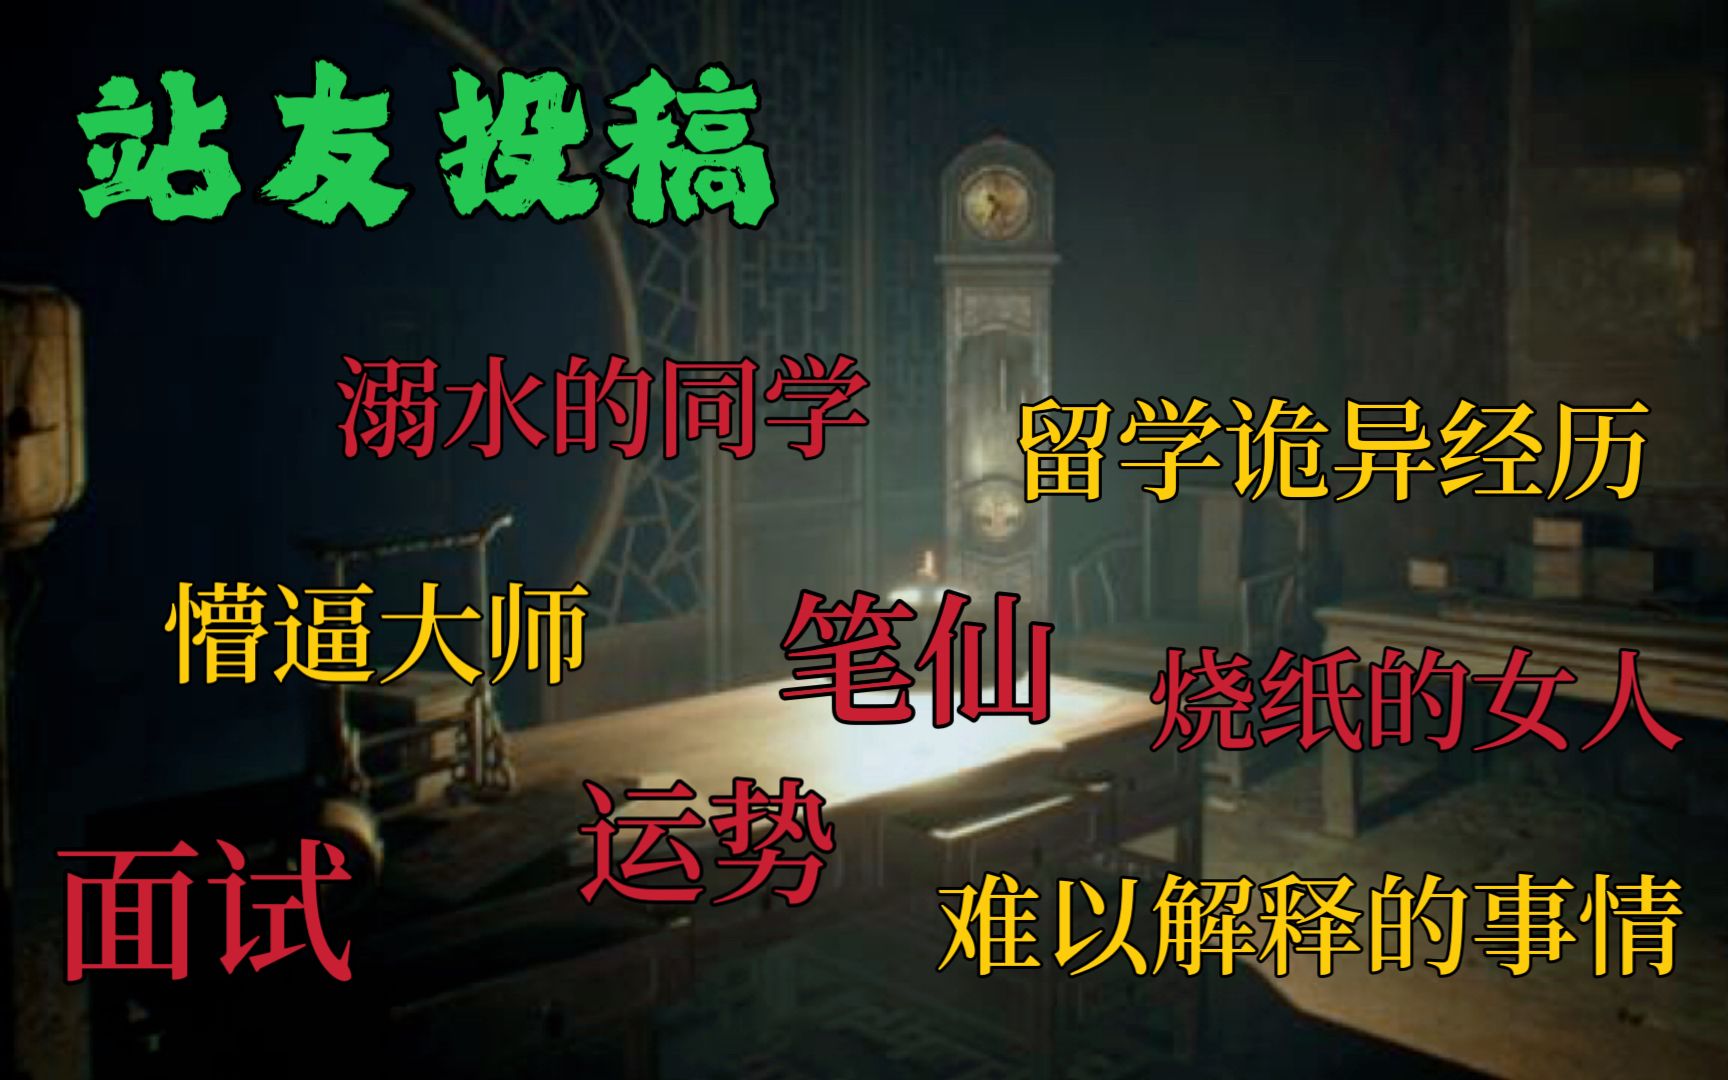 站友投稿
溺水的同学
留学诡异经历
懵逼大师
笔仙
烧纸的女人
运势
面试
难以解释的事情